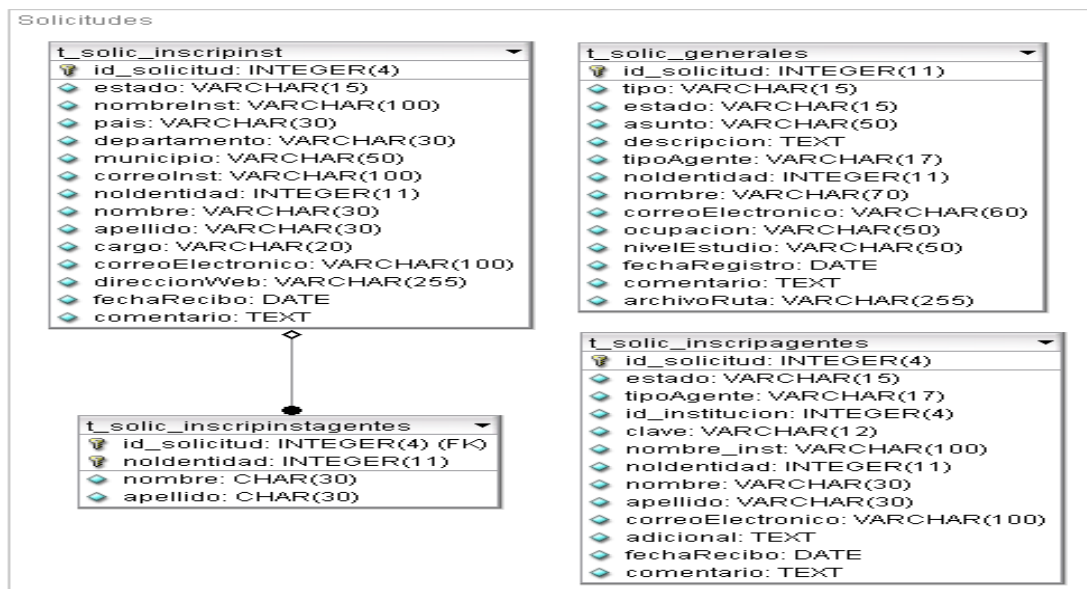 Solicitudes
t_solic_inscripinst
id_solicitud: INTEGER(4)
estado: VARCHAR(15)
nombreInst: VARCHAR(100)
pais: VARCHAR(30)
departamento: VARCHAR(30)
municipio: VARCHAR(50)
correoInst: VARCHAR(100)
noIdentidad: INTEGER(11)
nombre: VARCHAR(30)
apellido: VARCHAR(30)
cargo: VARCHAR(20)
correoElectronico: VARCHAR(100)
direccionWeb: VARCHAR(255)
fechaRecibo: DATE
comentario: TEXT
t_solic_inscripinstagentes
id_solicitud: INTEGER(4) (FK)
noIdentidad: INTEGER(11)
nombre: CHAR(30)
apellido: CHAR(30)
t_solic_generales
id_solicitud: INTEGER(11)
tipo: VARCHAR(15)
estado: VARCHAR(15)
asunto: VARCHAR(50)
descripcion: TEXT
tipoAgente: VARCHAR(17)
noIdentidad: INTEGER(11)
nombre: VARCHAR(70)
correoElectronico: VARCHAR(60)
ocupacion: VARCHAR(50)
nivelEstudio: VARCHAR(50)
fechaRegistro: DATE
comentario: TEXT
archivoRuta: VARCHAR(255)
t_solic_inscripagentes
id_solicitud: INTEGER(4)
estado: VARCHAR(15)
tipoAgente: VARCHAR(17)
id_institucion: INTEGER(4)
clave: VARCHAR(12)
nombre_inst: VARCHAR(100)
noIdentidad: INTEGER(11)
nombre: VARCHAR(30)
apellido: VARCHAR(30)
correoElectronico: VARCHAR(100)
adicional: TEXT
fechaRecibo: DATE
comentario: TEXT